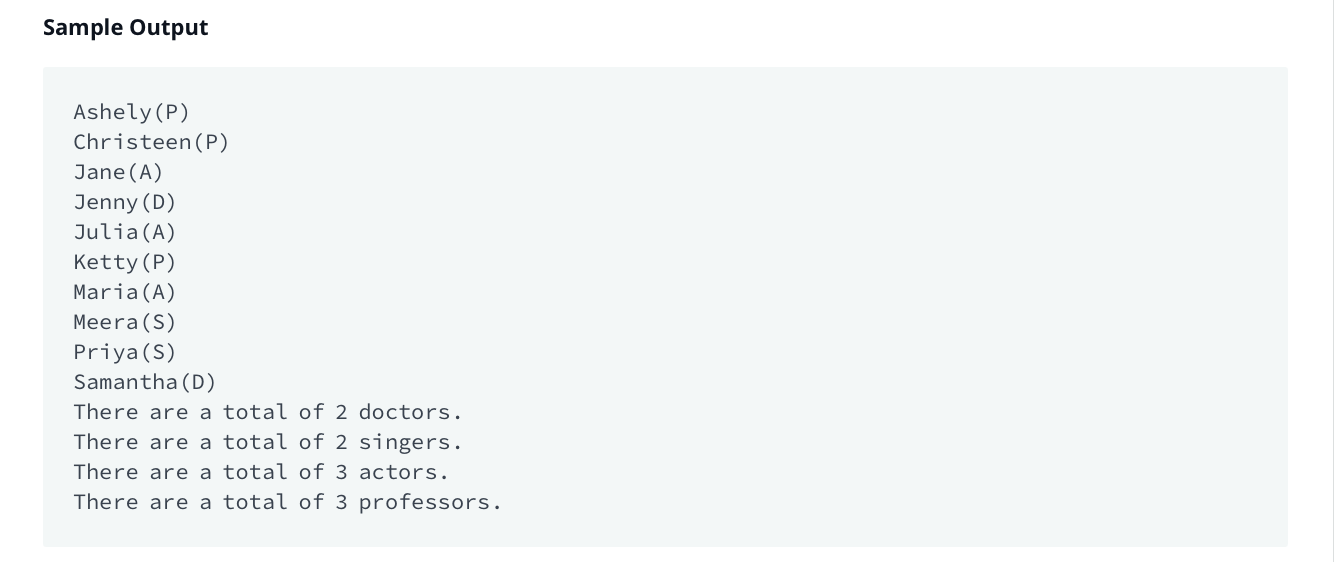 Sample Output
Ashely(P)
Christeen(P)
Jane(A)
Jenny(D)
Julia(A)
Ketty(P)
Maria(A)
Meera(S)
Priya(S)
Samantha(D)
There are a total of 2 doctors.
There are a total of 2 singers.
There are a total of 3 actors.
There are a total of 3 professors.